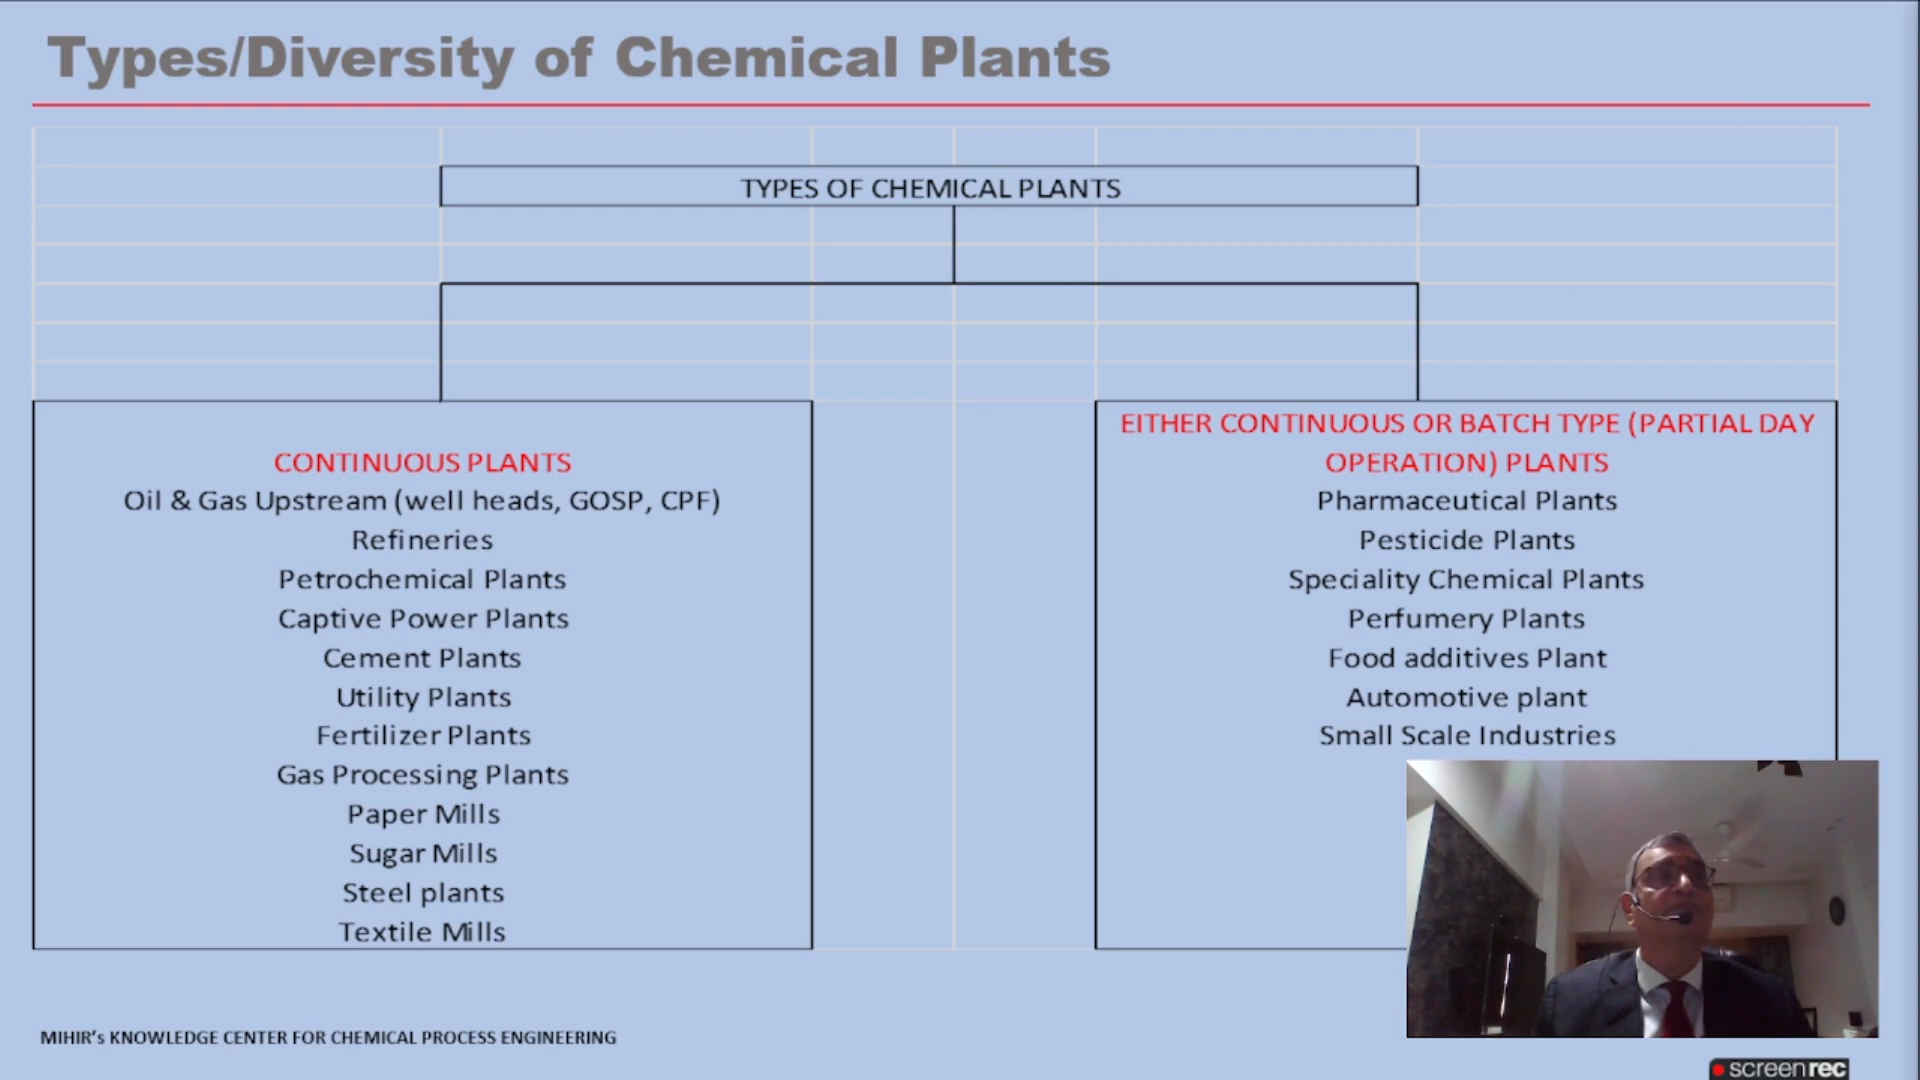 Types/Diversity of Chemical Plants
TYPES OF CHEMICAL PLANTS
CONTINUOUS PLANTS
Oil & Gas Upstream (well heads, GOSP, CPF)
Refineries
Petrochemical Plants
Captive Power Plants
Cement Plants
Utility Plants
Fertilizer Plants
Gas Processing Plants
Paper Mills
Sugar Mills
Steel plants
Textile Mills
EITHER CONTINUOUS OR BATCH TYPE (PARTIAL DAY
OPERATION) PLANTS
Pharmaceutical Plants
Pesticide Plants
Speciality Chemical Plants
Perfumery Plants
Food additives Plant
Automotive plant
Small Scale Industries
MIHIR's KNOWLEDGE CENTER FOR CHEMICAL PROCESS ENGINEERING
screenrec